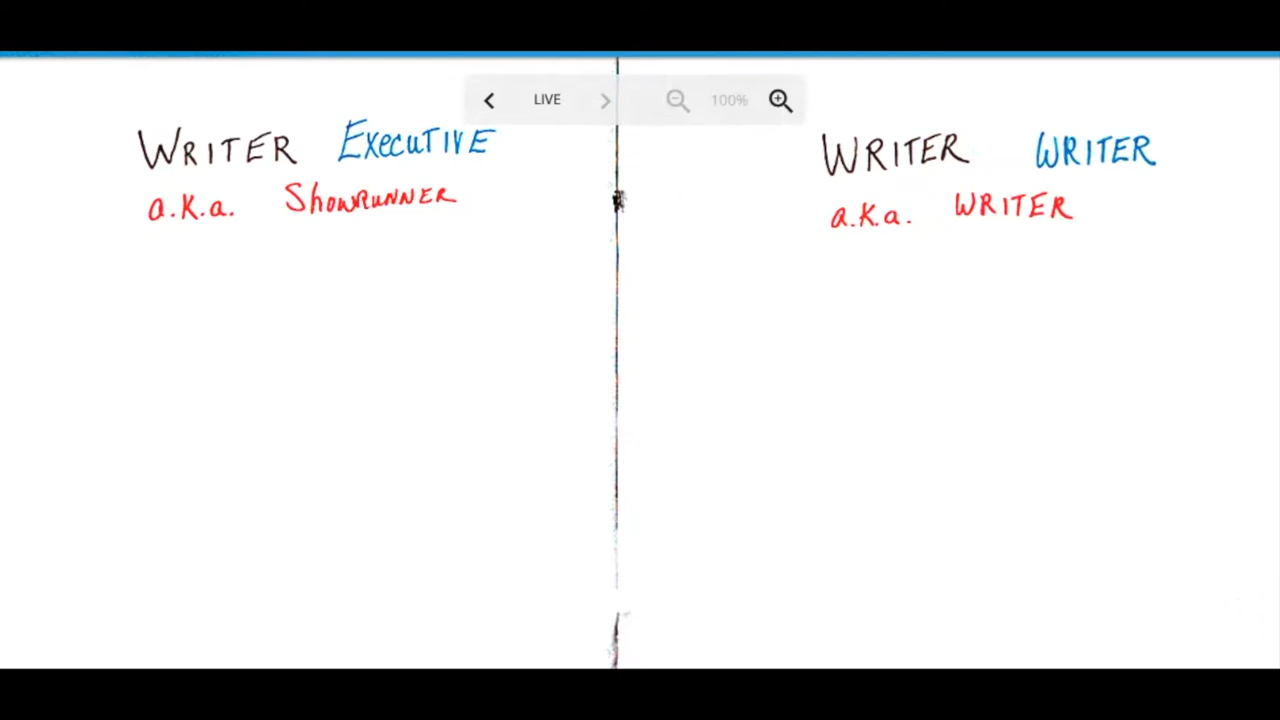 LIVE
100%
WRITER EXECUTIVE
a.k.a. SHOWRUNNER
WRITER WRITER
a.k.a. WRITER